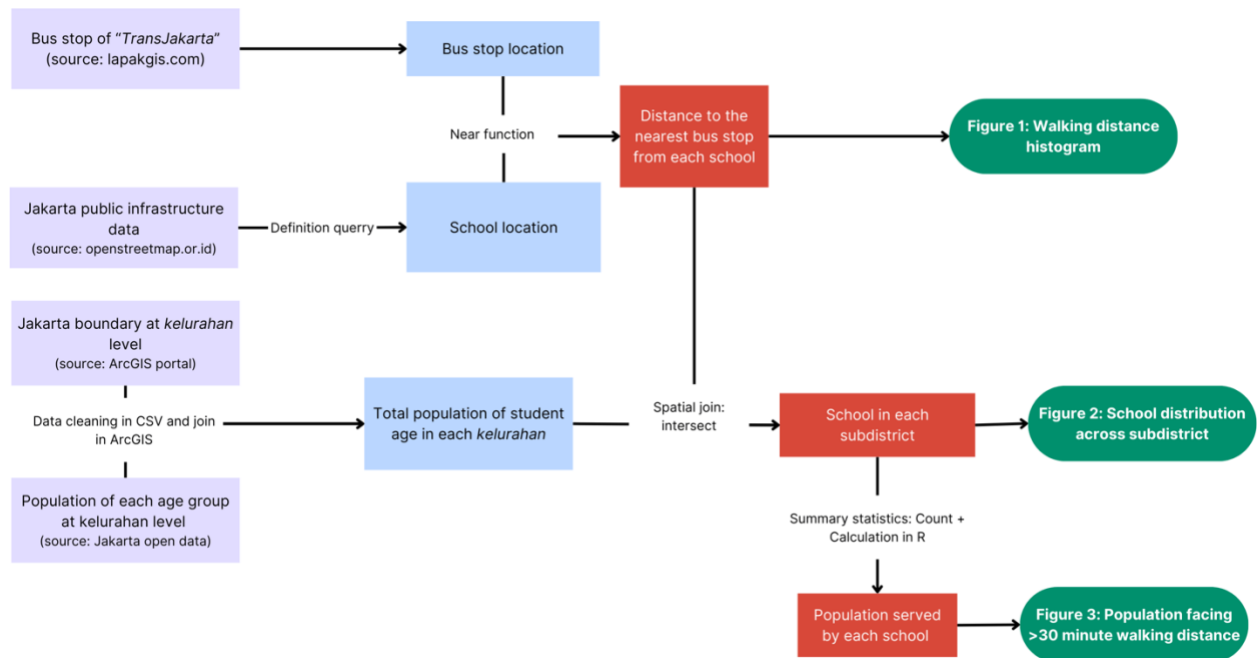 Bus stop of “TransJakarta“
(source: lapakgis.com)
Bus stop location
Near function
Distance to the
nearest bus stop
from each school
Figure 1: Walking distance
histogram
Jakarta public infrastructure
data
(source: openstreetmap.or.id)
Definition querry
School location
Jakarta boundary at kelurahan
level
(source: ArcGIS portal)
Data cleaning in CSV and join
in ArcGIS
Population of each age group
at kelurahan level
(source: Jakarta open data)
Total population of student
age in each kelurahan
Spatial join:
intersect
School in each
subdistrict
Figure 2: School distribution
across subdistrict
Summary statistics: Count +
Calculation in R
Population served
by each school
Figure 3: Population facing
>30 minute walking distance